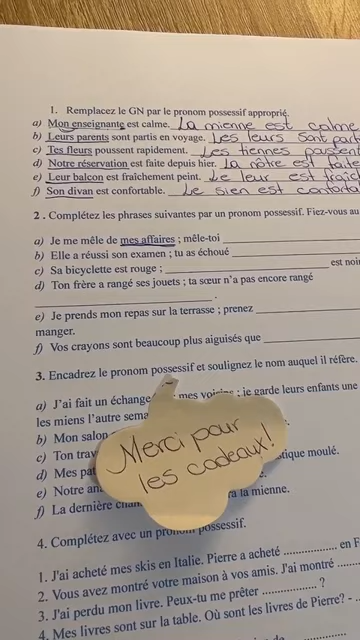 1. Remplacez le GN par le pronom possessif approprié.
a) Mon enseignante est calme. La mienne est calme
b) Leurs parents sont partis en voyage. Les leurs sont part
c) Tes fleurs poussent rapidement. Les tiennes poussent
d) Notre réservation est faite depuis hier. La nôtre est faite
e) Leur balcon est fraîchement peint. Le leur est fraîc
f) Son divan est confortable. Le sien est conforta
2. Complétez les phrases suivantes par un pronom possessif. Fiez-vous au
a) Je me mêle de mes affaires ; mêle-toi
b) Elle a réussi son examen ; tu as échoué
c) Sa bicyclette est rouge ; est noi
d) Ton frère a rangé ses jouets ; ta sœur n'a pas encore rangé
.
e) Je prends mon repas sur la terrasse ; prenez
manger.
f) Vos crayons sont beaucoup plus aiguisés que
3. Encadrez le pronom possessif et soulignez le nom auquel il réfère.
a) J'ai fait un échange mes voisins ; je garde leurs enfants une
les miens l'autre sema
b) Mon salon
c) Ton trav tique moulé.
d) Mes pat
e) Notre an ra la mienne.
f) La dernière
Merci pour
les cadeaux!
4. Complétez avec un pronom possessif.
1. J'ai acheté mes skis en Italie. Pierre a acheté ................ en F
2. Vous avez montré votre maison à vos amis. J'ai montré ........
3. J'ai perdu mon livre. Peux-tu me prêter ................ ?
4. Mes livres sont sur la table. Où sont les livres de Pierre? - ..